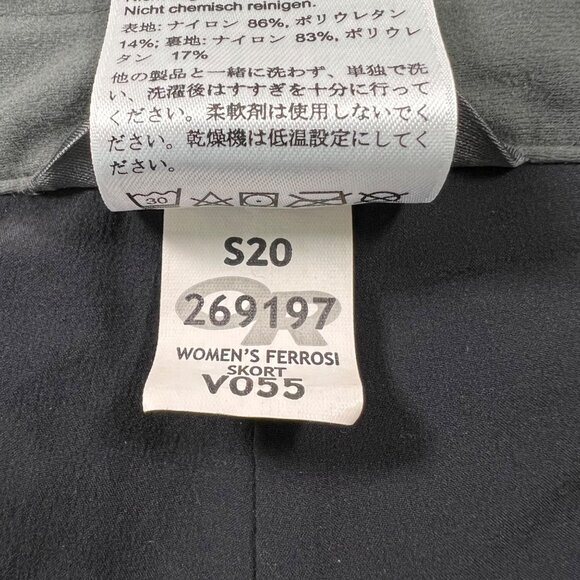 Nicht chemisch reinigen.
表地: ナイロン 86%, ポリウレタン
14%; 裏地: ナイロン 83%, ポリウレ
タン 17%
他の製品と一緒に洗わず、単独で洗
い、洗濯後はすすぎを十分に行って
ください。柔軟剤は使用しないでく
ださい。乾燥機は低温設定にしてく
ださい。
30
S20
OR
269197
WOMEN'S FERROSI
SKORT
V055